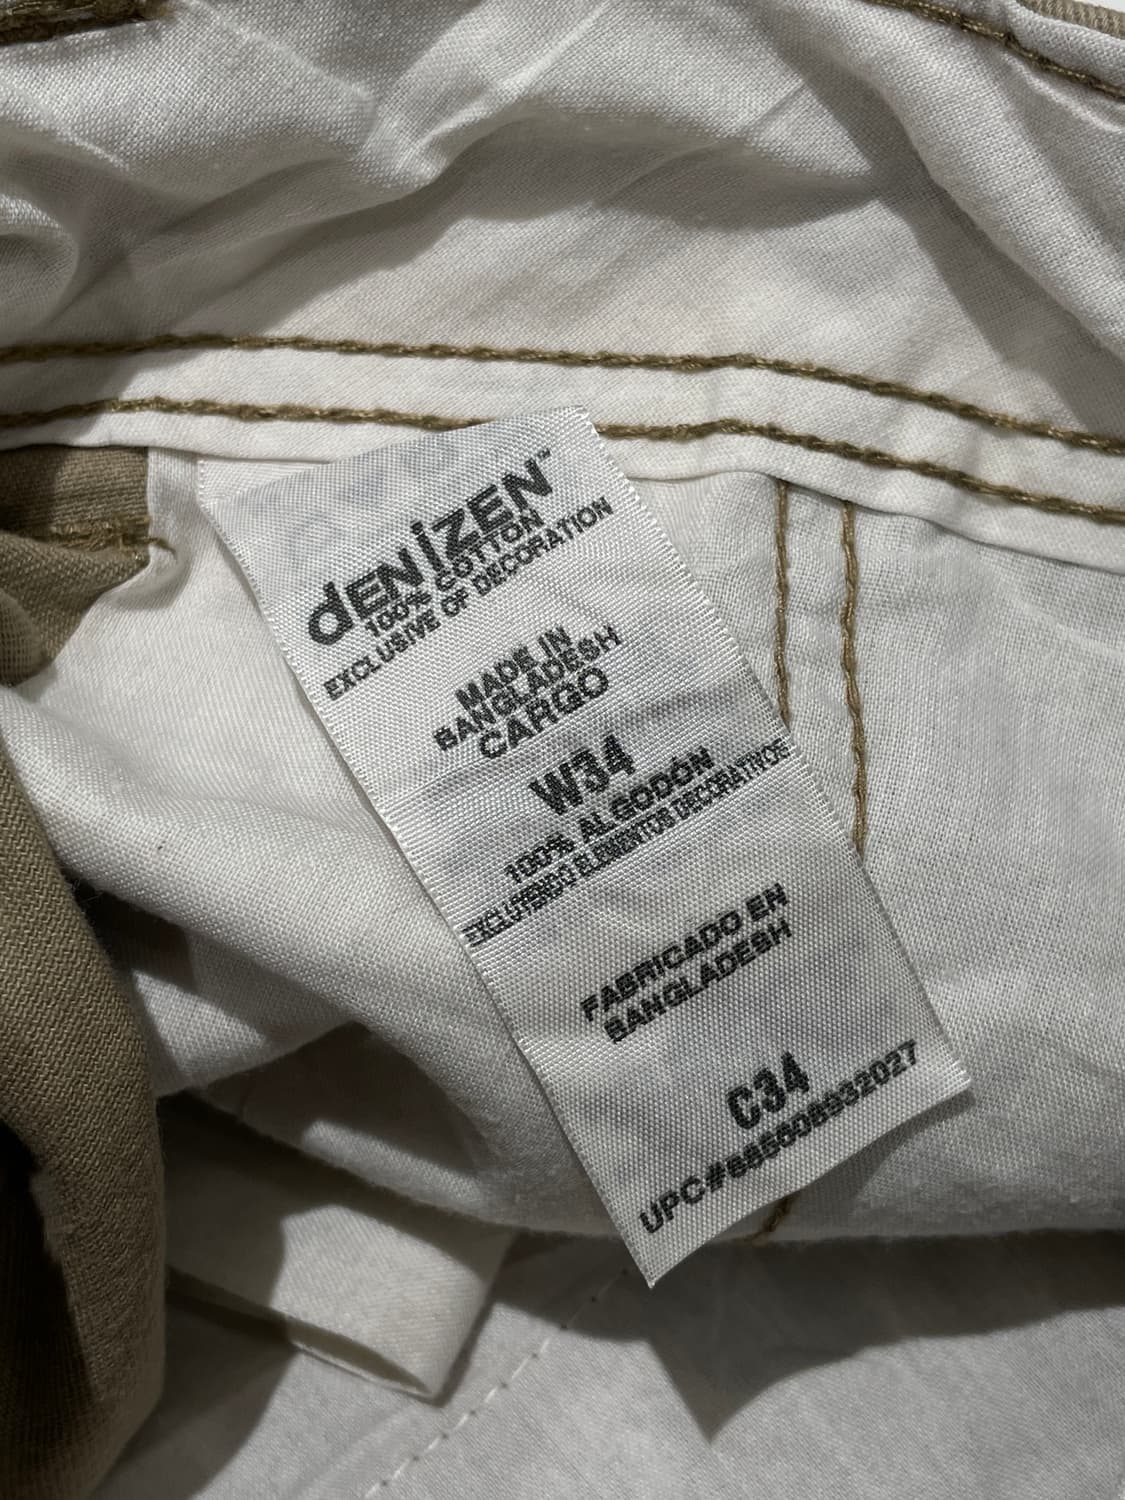 dENiZEN™
100% COTTON
EXCLUSIVE OF DECORATION
MADE IN
BANGLADESH
CARGO
W34
100% ALGODÓN
EXCLUYENDO ELEMENTOS DECORATIVOS
FABRICADO EN
BANGLADESH
C34